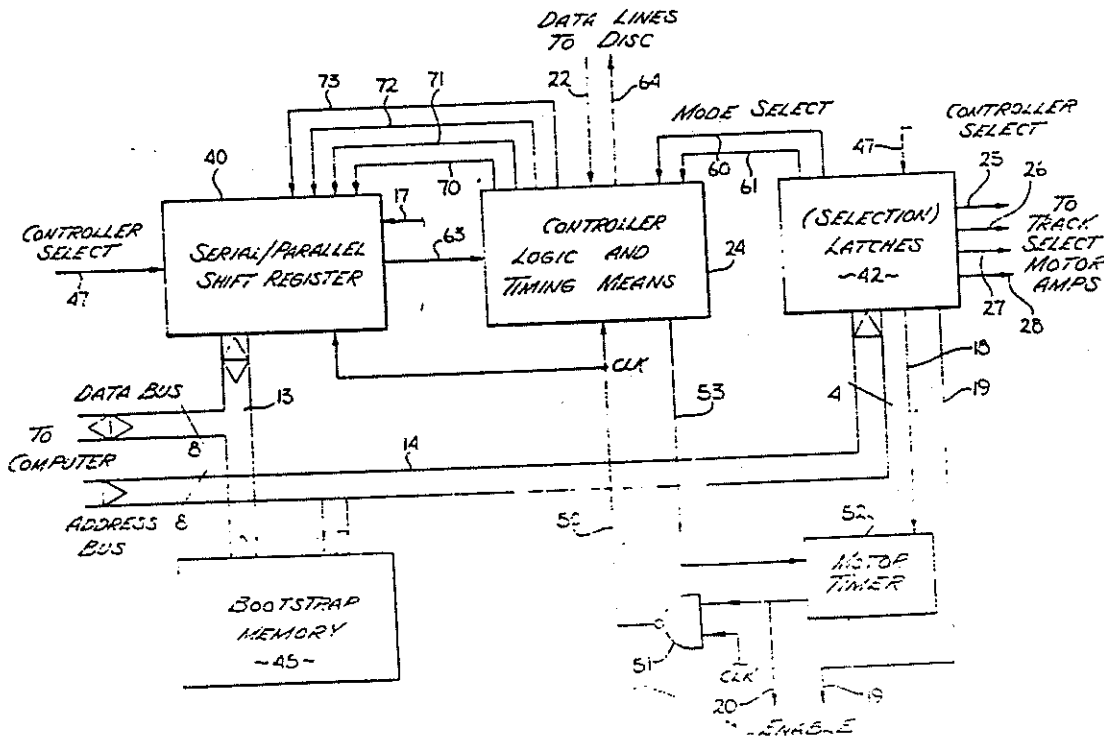 DATA LINES
TO DISC
22
64
73
72
71
70
MODE SELECT
60
61
47
CONTROLLER
SELECT
25
26
TO
TRACK
SELECT
MOTOR
AMPS
27
28
40
CONTROLLER
SELECT
47
SERIAL/PARALLEL
SHIFT REGISTER
17
63
CONTROLLER
LOGIC AND
TIMING MEANS
24
(SELECTION)
LATCHES
~42~
CLK
13
53
4
18
19
DATA BUS
8
TO
COMPUTER
14
8
ADDRESS
BUS
52
MOTOR
TIMER
BOOTSTRAP
MEMORY
~45~
51
CLK
20
19
ENABLE